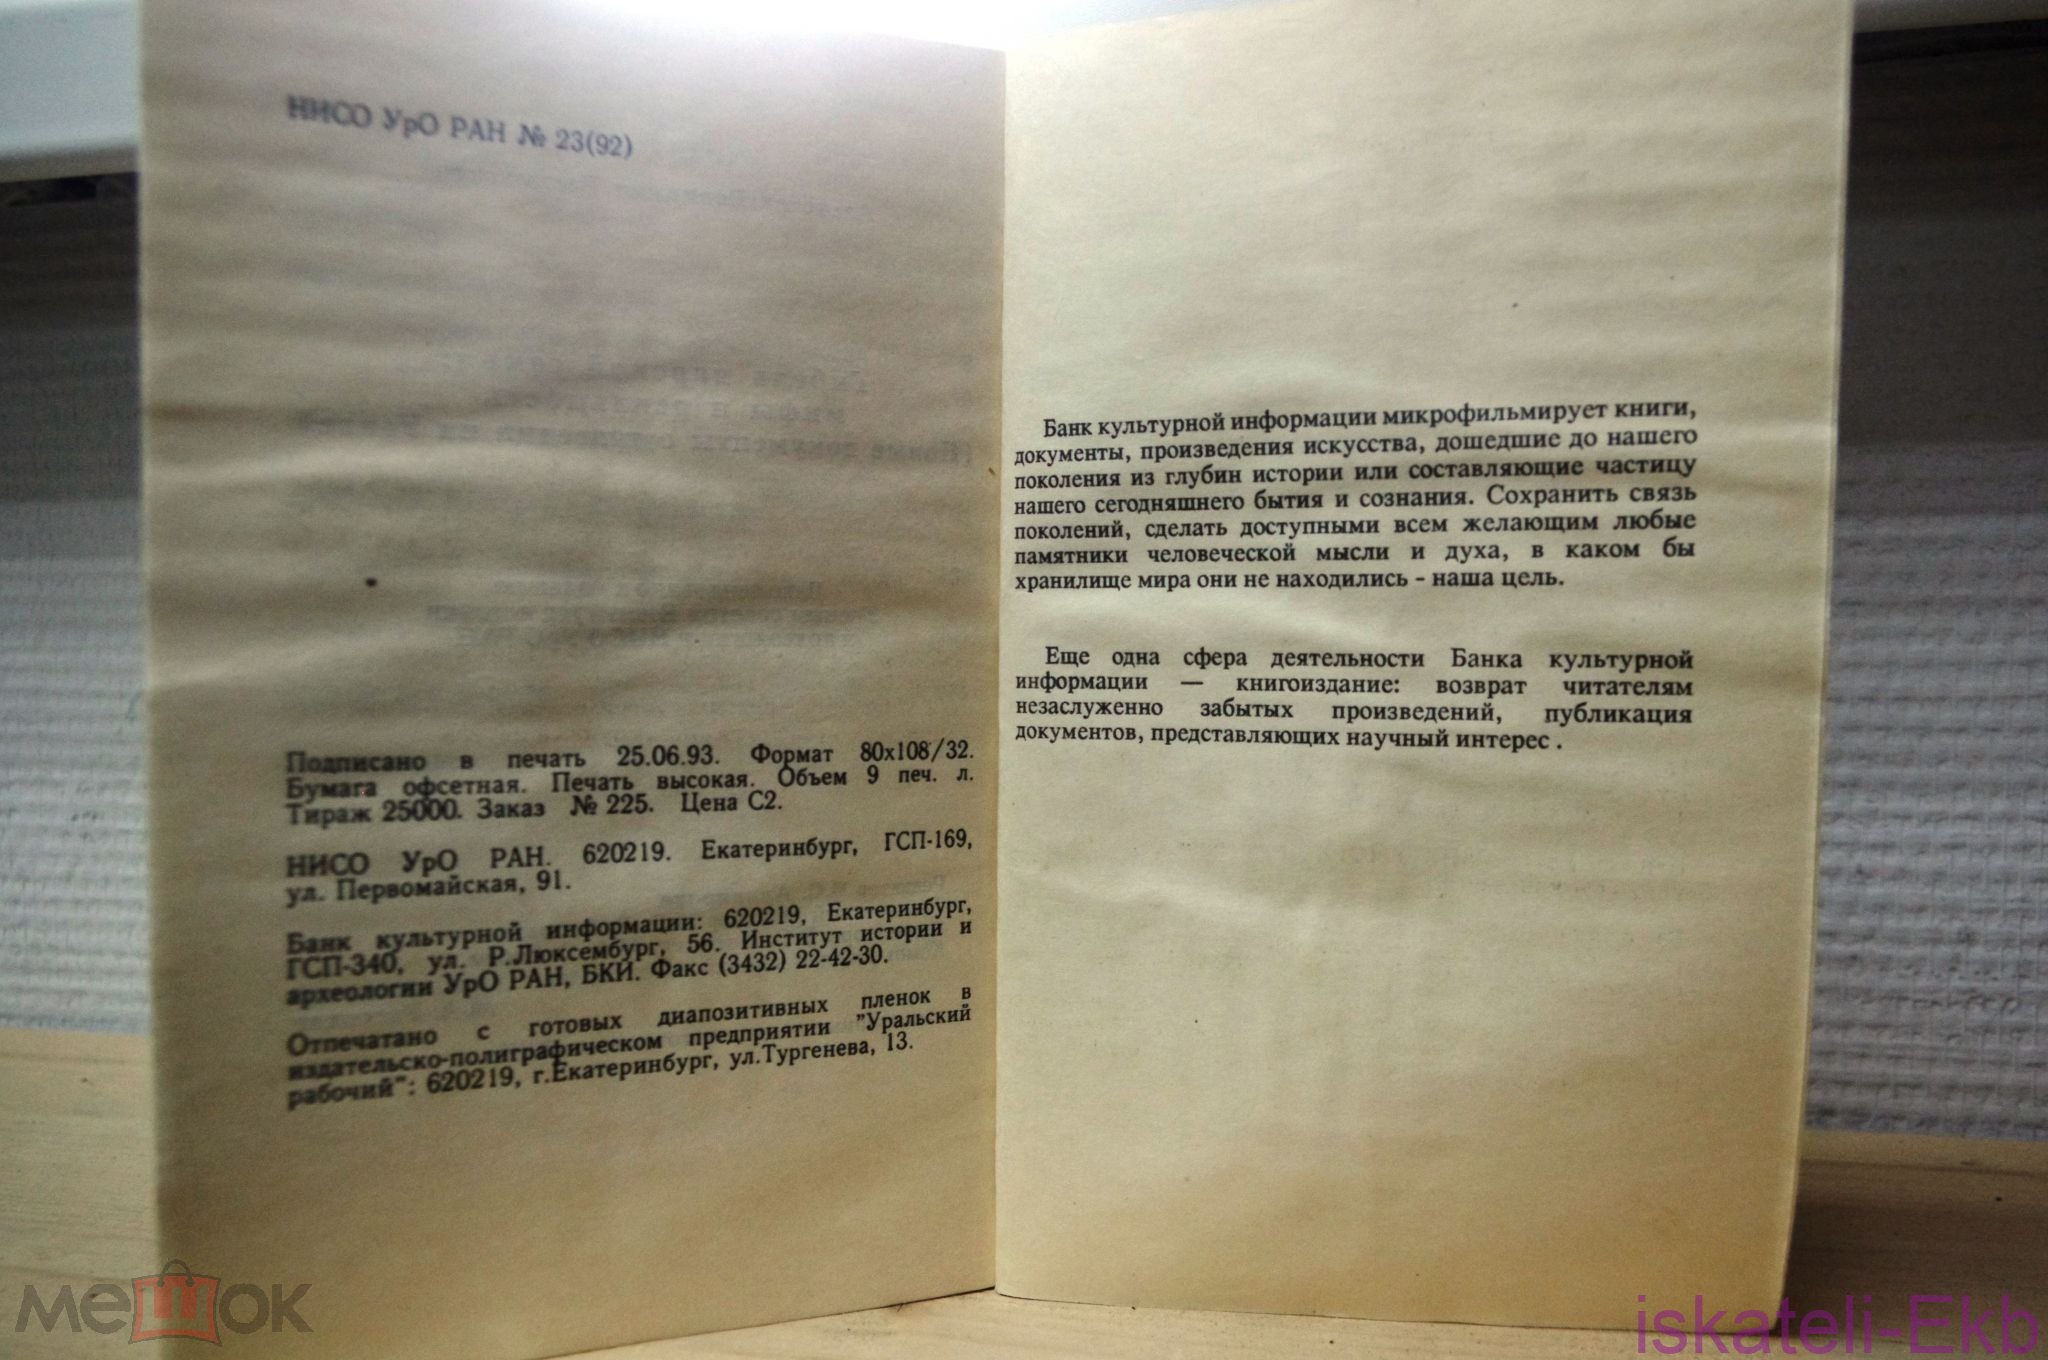 НИСО УрО РАН № 23(92)
Подписано в печать 25.06.93. Формат 80х108/32.
Бумага офсетная. Печать высокая. Объем 9 печ. л.
Тираж 25000. Заказ № 225. Цена С2.
НИСО УрО РАН. 620219. Екатеринбург, ГСП-169,
ул. Первомайская, 91.
Банк культурной информации: 620219, Екатеринбург,
ГСП-340, ул. Р.Люксембург, 56. Институт истории и
археологии УрО РАН, БКИ. Факс (3432) 22-42-30.
Отпечатано с готовых диапозитивных пленок в
издательско-полиграфическом предприятии "Уральский
рабочий": 620219, г.Екатеринбург, ул.Тургенева, 13.
Банк культурной информации микрофильмирует книги,
документы, произведения искусства, дошедшие до нашего
поколения из глубин истории или составляющие частицу
нашего сегодняшнего бытия и сознания. Сохранить связь
поколений, сделать доступными всем желающим любые
памятники человеческой мысли и духа, в каком бы
хранилище мира они не находились - наша цель.
Еще одна сфера деятельности Банка культурной
информации — книгоиздание: возврат читателям
незаслуженно забытых произведений, публикация
документов, представляющих научный интерес .
мешок
iskateli-Ekb